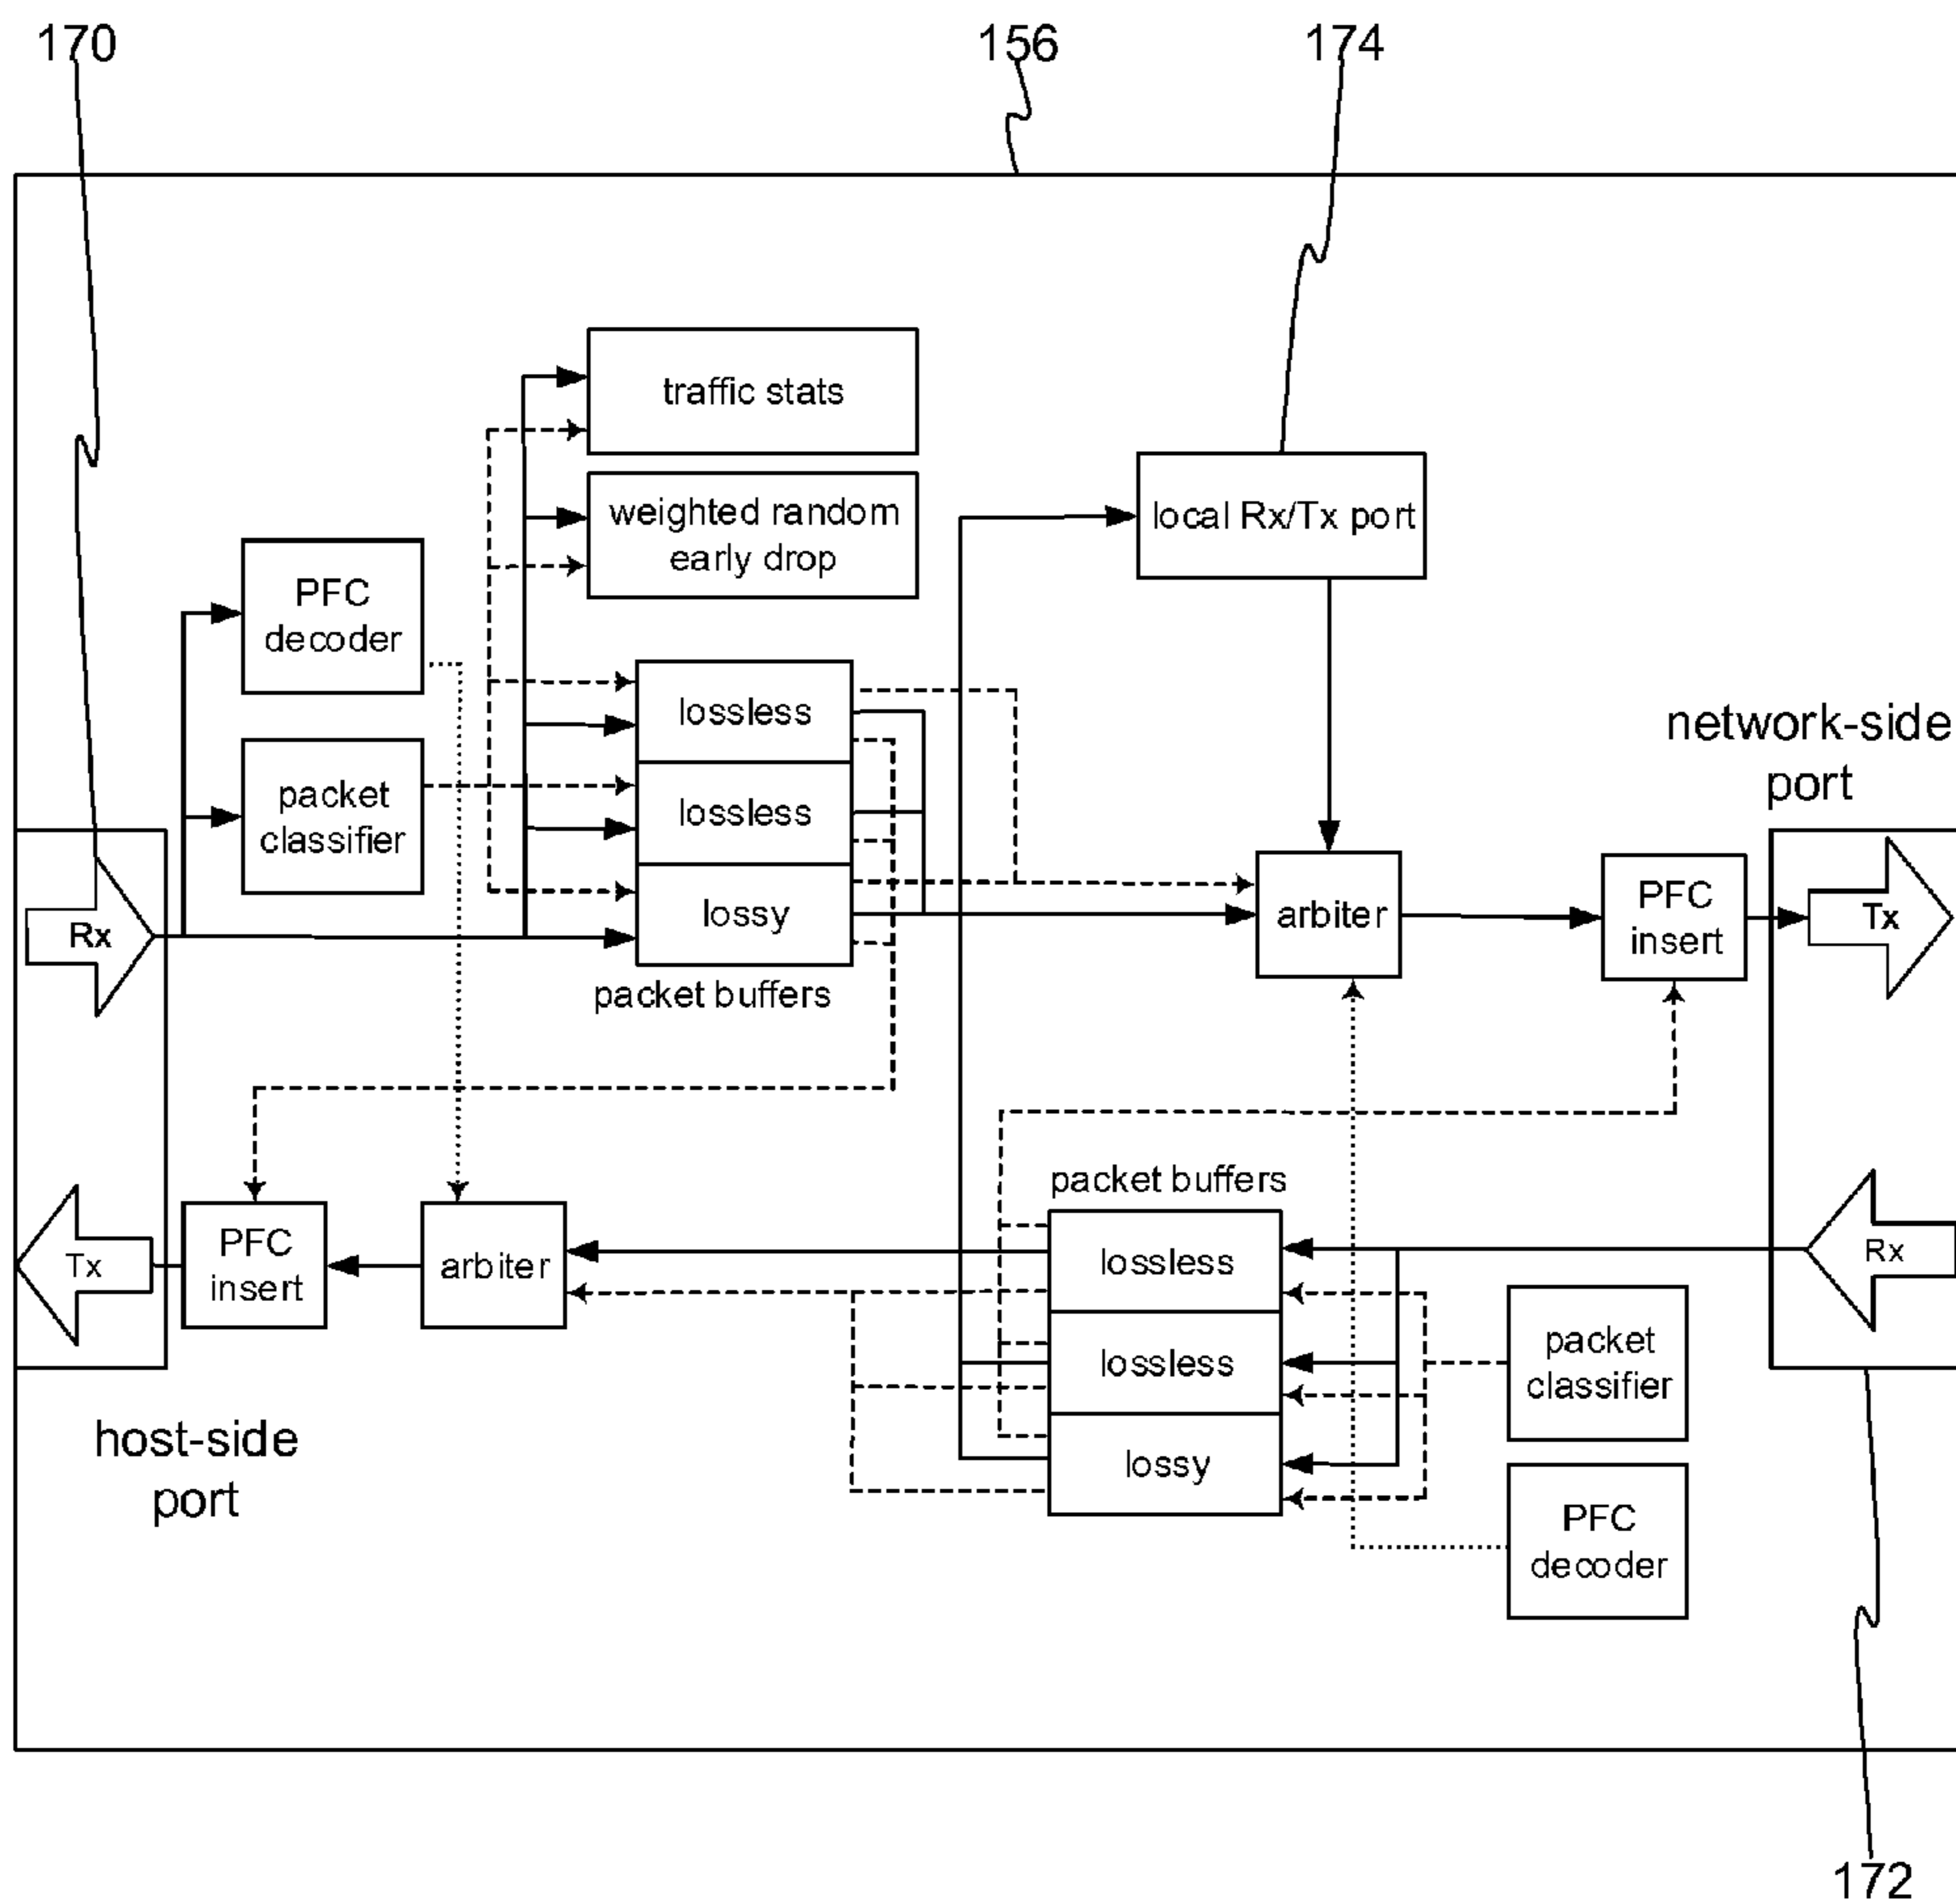 170
156
174
traffic stats
weighted random
early drop
local Rx/Tx port
PFC
decoder
lossless
network-side
port
packet
classifier
lossless
Rx
lossy
arbiter
PFC
insert
Tx
packet buffers
packet buffers
Tx
PFC
insert
arbiter
lossless
Rx
lossless
packet
classifier
host-side
port
lossy
PFC
decoder
172